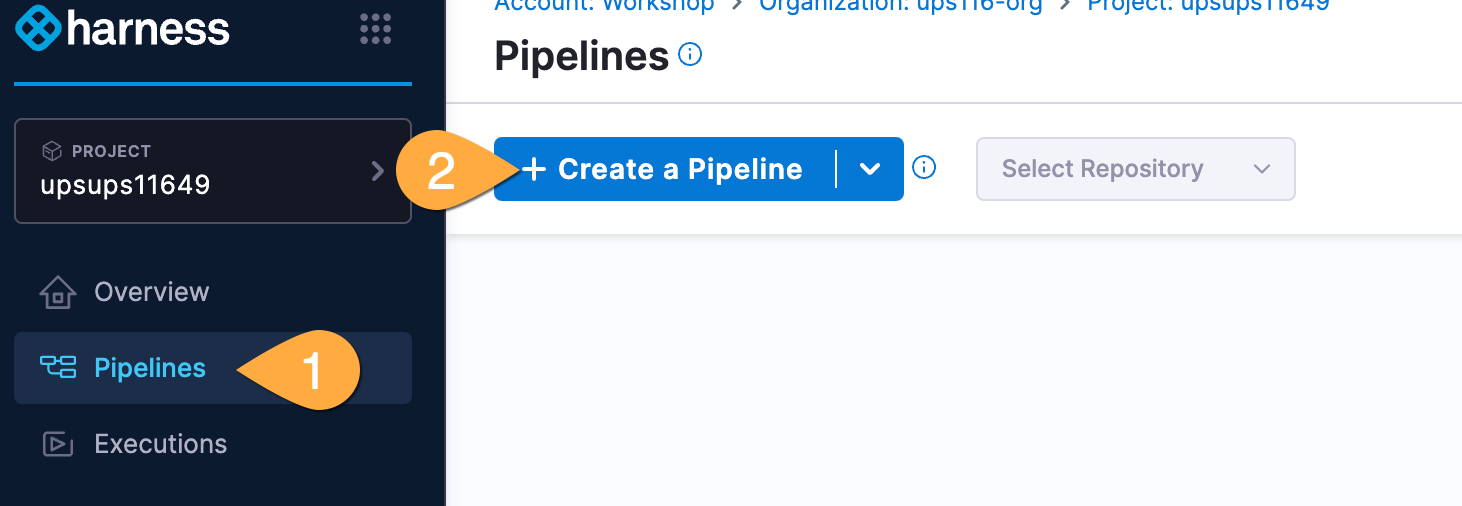 harness
Account: Workshop > Organization: ups116-org > Project: upsups11649
Pipelines
PROJECT
upsups11649
2
+ Create a Pipeline
Select Repository
Overview
Pipelines
1
Executions